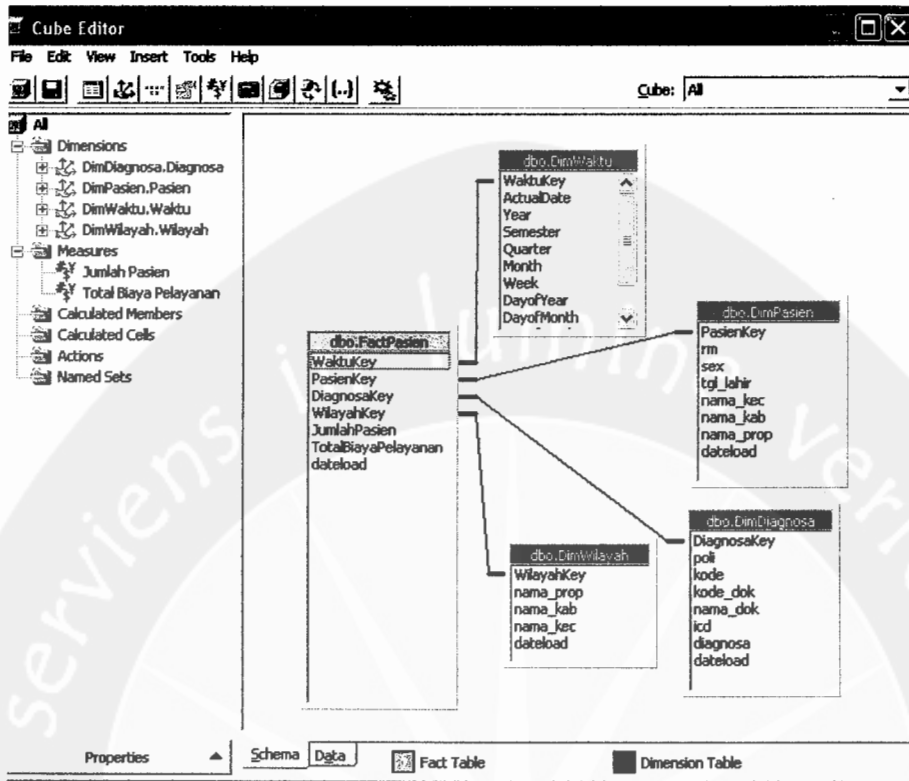 Cube Editor
File Edit View Insert Tools Help
Cube: All
All
Dimensions
DimDiagnosa.Diagnosa
DimPasien.Pasien
DimWaktu.Waktu
DimWilayah.Wilayah
Measures
Jumlah Pasien
Total Biaya Pelayanan
Calculated Members
Calculated Cells
Actions
Named Sets
dbo.DimWaktu
WaktuKey
ActualDate
Year
Semester
Quarter
Month
Week
DayofYear
DayofMonth
dbo.FactPasien
WaktuKey
PasienKey
DiagnosaKey
WilayahKey
JumlahPasien
TotalBiayaPelayanan
dateload
dbo.DimPasien
PasienKey
rm
sex
tgl_lahir
nama_kec
nama_kab
nama_prop
dateload
dbo.DimDiagnosa
DiagnosaKey
poli
kode
kode_dok
nama_dok
icd
diagnosa
dateload
dbo.DimWilayah
WilayahKey
nama_prop
nama_kab
nama_kec
dateload
Properties
Schema Data
Fact Table
Dimension Table
serviens in lumine